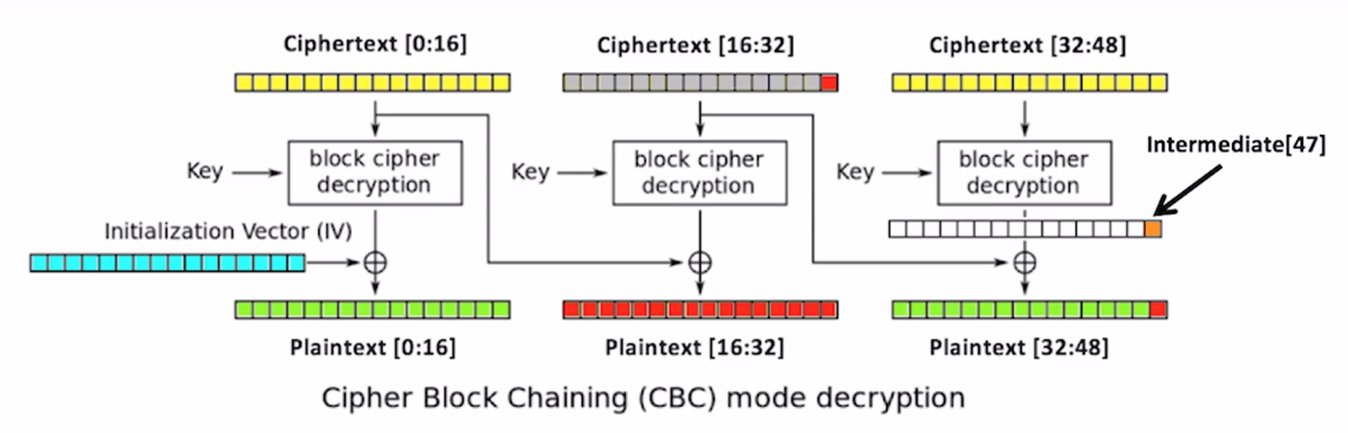 Ciphertext [0:16]
Ciphertext [16:32]
Ciphertext [32:48]
Intermediate[47]
Key
block cipher
decryption
Key
block cipher
decryption
Key
block cipher
decryption
Initialization Vector (IV)
Plaintext [0:16]
Plaintext [16:32]
Plaintext [32:48]
Cipher Block Chaining (CBC) mode decryption